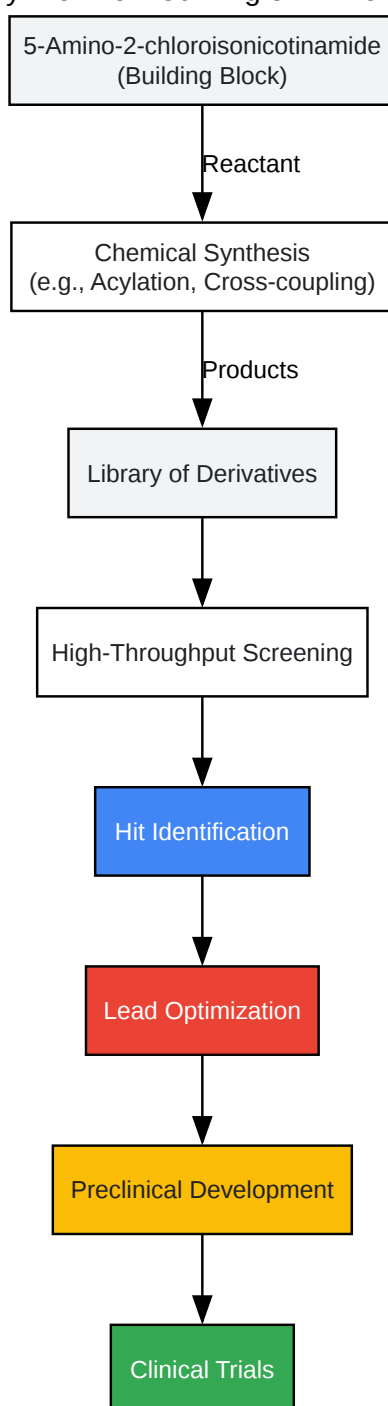 5-Amino-2-chloroisonicotinamide
(Building Block)
Reactant
Chemical Synthesis
(e.g., Acylation, Cross-coupling)
Products
Library of Derivatives
High-Throughput Screening
Hit Identification
Lead Optimization
Preclinical Development
Clinical Trials